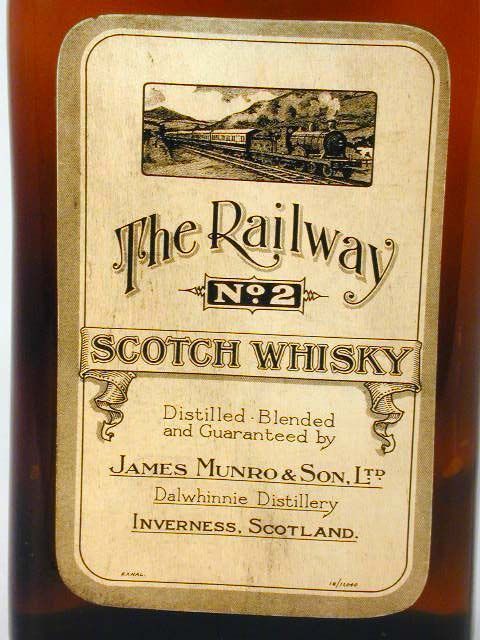 The Railway
No. 2
SCOTCH WHISKY
Distilled · Blended
and Guaranteed by
JAMES MUNRO & SON, LTD
Dalwhinnie Distillery
INVERNESS, SCOTLAND.